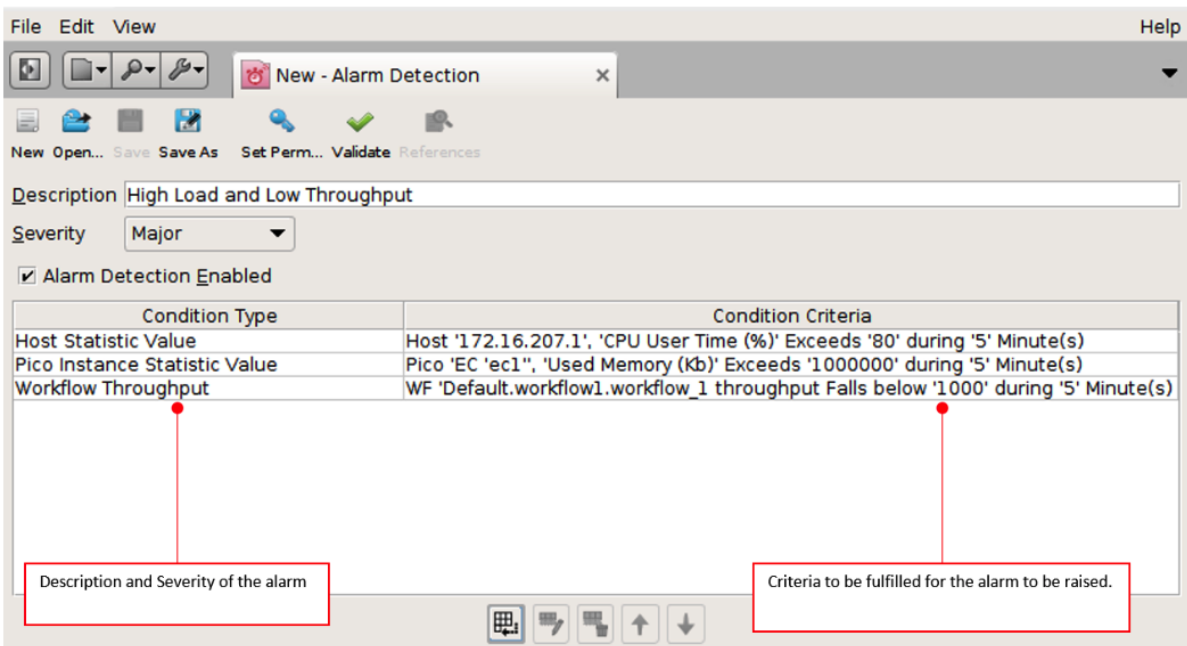 File Edit View Help
New - Alarm Detection
New Open... Save Save As Set Perm... Validate References
Description High Load and Low Throughput
Severity Major
Alarm Detection Enabled
Condition Type Condition Criteria
Host Statistic Value Host '172.16.207.1', 'CPU User Time (%)' Exceeds '80' during '5' Minute(s)
Pico Instance Statistic Value Pico 'EC 'ec1'', 'Used Memory (Kb)' Exceeds '1000000' during '5' Minute(s)
Workflow Throughput WF 'Default.workflow1.workflow_1 throughput Falls below '1000' during '5' Minute(s)
Description and Severity of the alarm
Criteria to be fulfilled for the alarm to be raised.